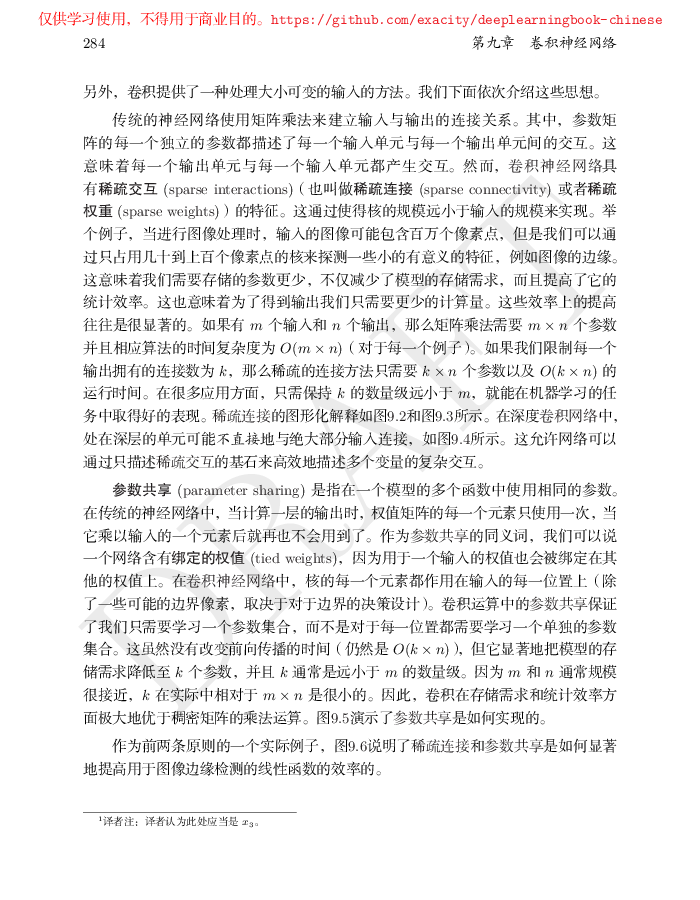 仅供学习使用，不得用于商业目的。https://github.com/exacity/deeplearningbook-chinese
284 第九章 卷积神经网络
另外，卷积提供了一种处理大小可变的输入的方法。我们下面依次介绍这些思想。
传统的神经网络使用矩阵乘法来建立输入与输出的连接关系。其中，参数矩
阵的每一个独立的参数都描述了每一个输入单元与每一个输出单元间的交互。这
意味着每一个输出单元与每一个输入单元都产生交互。然而，卷积神经网络具
有稀疏交互 (sparse interactions)（也叫做稀疏连接 (sparse connectivity) 或者稀疏
权重 (sparse weights)）的特征。这通过使得核的规模远小于输入的规模来实现。举
个例子，当进行图像处理时，输入的图像可能包含百万个像素点，但是我们可以通
过只占用几十到上百个像素点的核来探测一些小的有意义的特征，例如图像的边缘。
这意味着我们需要存储的参数更少，不仅减少了模型的存储需求，而且提高了它的
统计效率。这也意味着为了得到输出我们只需要更少的计算量。这些效率上的提高
往往是很显著的。如果有 m 个输入和 n 个输出，那么矩阵乘法需要 m × n 个参数
并且相应算法的时间复杂度为 O(m × n)（对于每一个例子）。如果我们限制每一个
输出拥有的连接数为 k，那么稀疏的连接方法只需要 k × n 个参数以及 O(k × n) 的
运行时间。在很多应用方面，只需保持 k 的数量级远小于 m，就能在机器学习的任
务中取得好的表现。稀疏连接的图形化解释如图9.2和图9.3所示。在深度卷积网络中，
处在深层的单元可能不直接地与绝大部分输入连接，如图9.4所示。这允许网络可以
通过只描述稀疏交互的基石来高效地描述多个变量的复杂交互。
参数共享 (parameter sharing) 是指在一个模型的多个函数中使用相同的参数。
在传统的神经网络中，当计算一层的输出时，权值矩阵的每一个元素只使用一次，当
它乘以输入的一个元素后就再也不会用到了。作为参数共享的同义词，我们可以说
一个网络含有绑定的权值 (tied weights)，因为用于一个输入的权值也会被绑定在其
他的权值上。在卷积神经网络中，核的每一个元素都作用在输入的每一位置上（除
了一些可能的边界像素，取决于对于边界的决策设计）。卷积运算中的参数共享保证
了我们只需要学习一个参数集合，而不是对于每一位置都需要学习一个单独的参数
集合。这虽然没有改变前向传播的时间（仍然是 O(k × n)），但它显著地把模型的存
储需求降低至 k 个参数，并且 k 通常是远小于 m 的数量级。因为 m 和 n 通常规模
很接近，k 在实际中相对于 m × n 是很小的。因此，卷积在存储需求和统计效率方
面极大地优于稠密矩阵的乘法运算。图9.5演示了参数共享是如何实现的。
作为前两条原则的一个实际例子，图9.6说明了稀疏连接和参数共享是如何显著
地提高用于图像边缘检测的线性函数的效率的。
¹译者注：译者认为此处应当是 x₃。
DRAFT